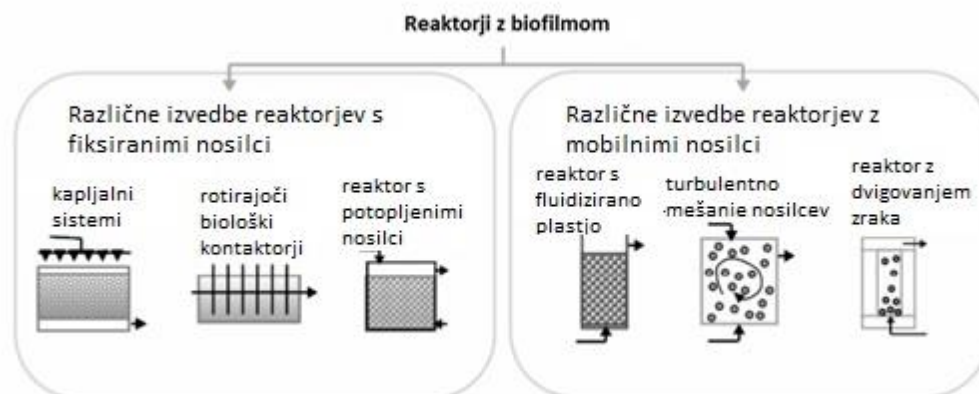 Reaktorji z biofilmom
Različne izvedbe reaktorjev s
fiksiranimi nosilci
kapljalni
sistemi
rotirajoči
biološki
kontaktorji
reaktor s
potopljenimi
nosilci
Različne izvedbe reaktorjev z
mobilnimi nosilci
reaktor s
fluidizirano
plastjo
turbulentno
mešanje nosilcev
reaktor z
dvigovanjem
zraka